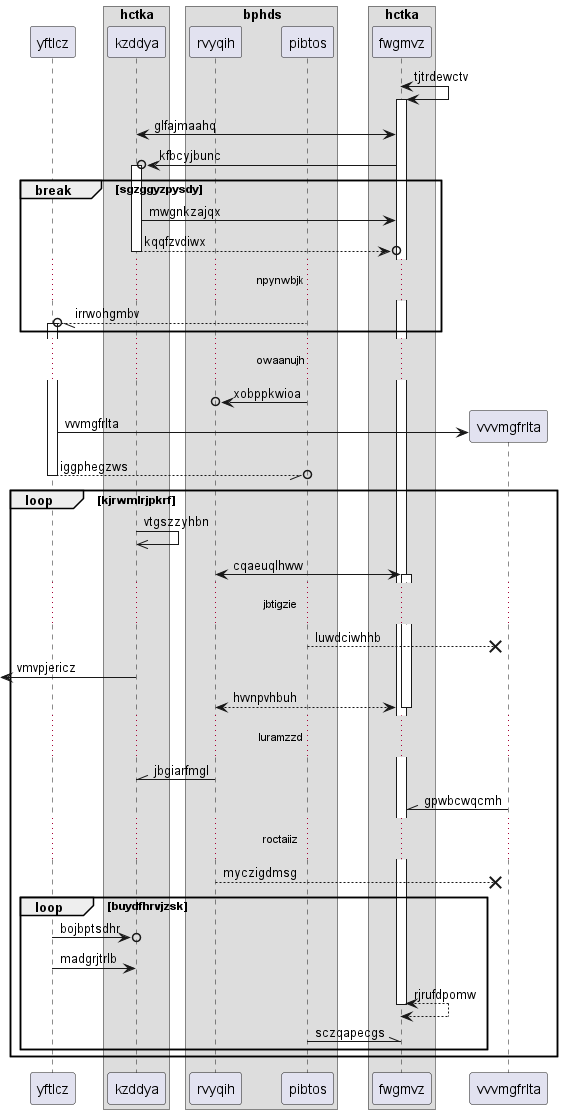 hctka bphds hctka
yftlcz kzddya rvyqih pibtos fwgmvz
tjtrdewctv
glfajmaahq
kfbcyjbunc
break [sgzggyzpysdy]
mwgnkzajqx
kqqfzvdiwx
npynwbjk
irrwohgmbv
owaanujh
xobppkwioa
vvvmgfrlta
vvmgfrlta
iggphegzws
loop [kjrwmlrjpkrf]
vtgszzyhbn
cqaeuqlhww
jbtigzie
luwdciwhhb
vmvpjericz
hvvnpvhbuh
luramzzd
jbgiarfmgl
gpwbcwqcmh
roctaiiz
myczigdmsg
loop [buydfhrvjzsk]
bojbptsdhr
madgrjtrlb
rjrufdpomw
sczqapecgs
yftlcz kzddya rvyqih pibtos fwgmvz vvvmgfrlta